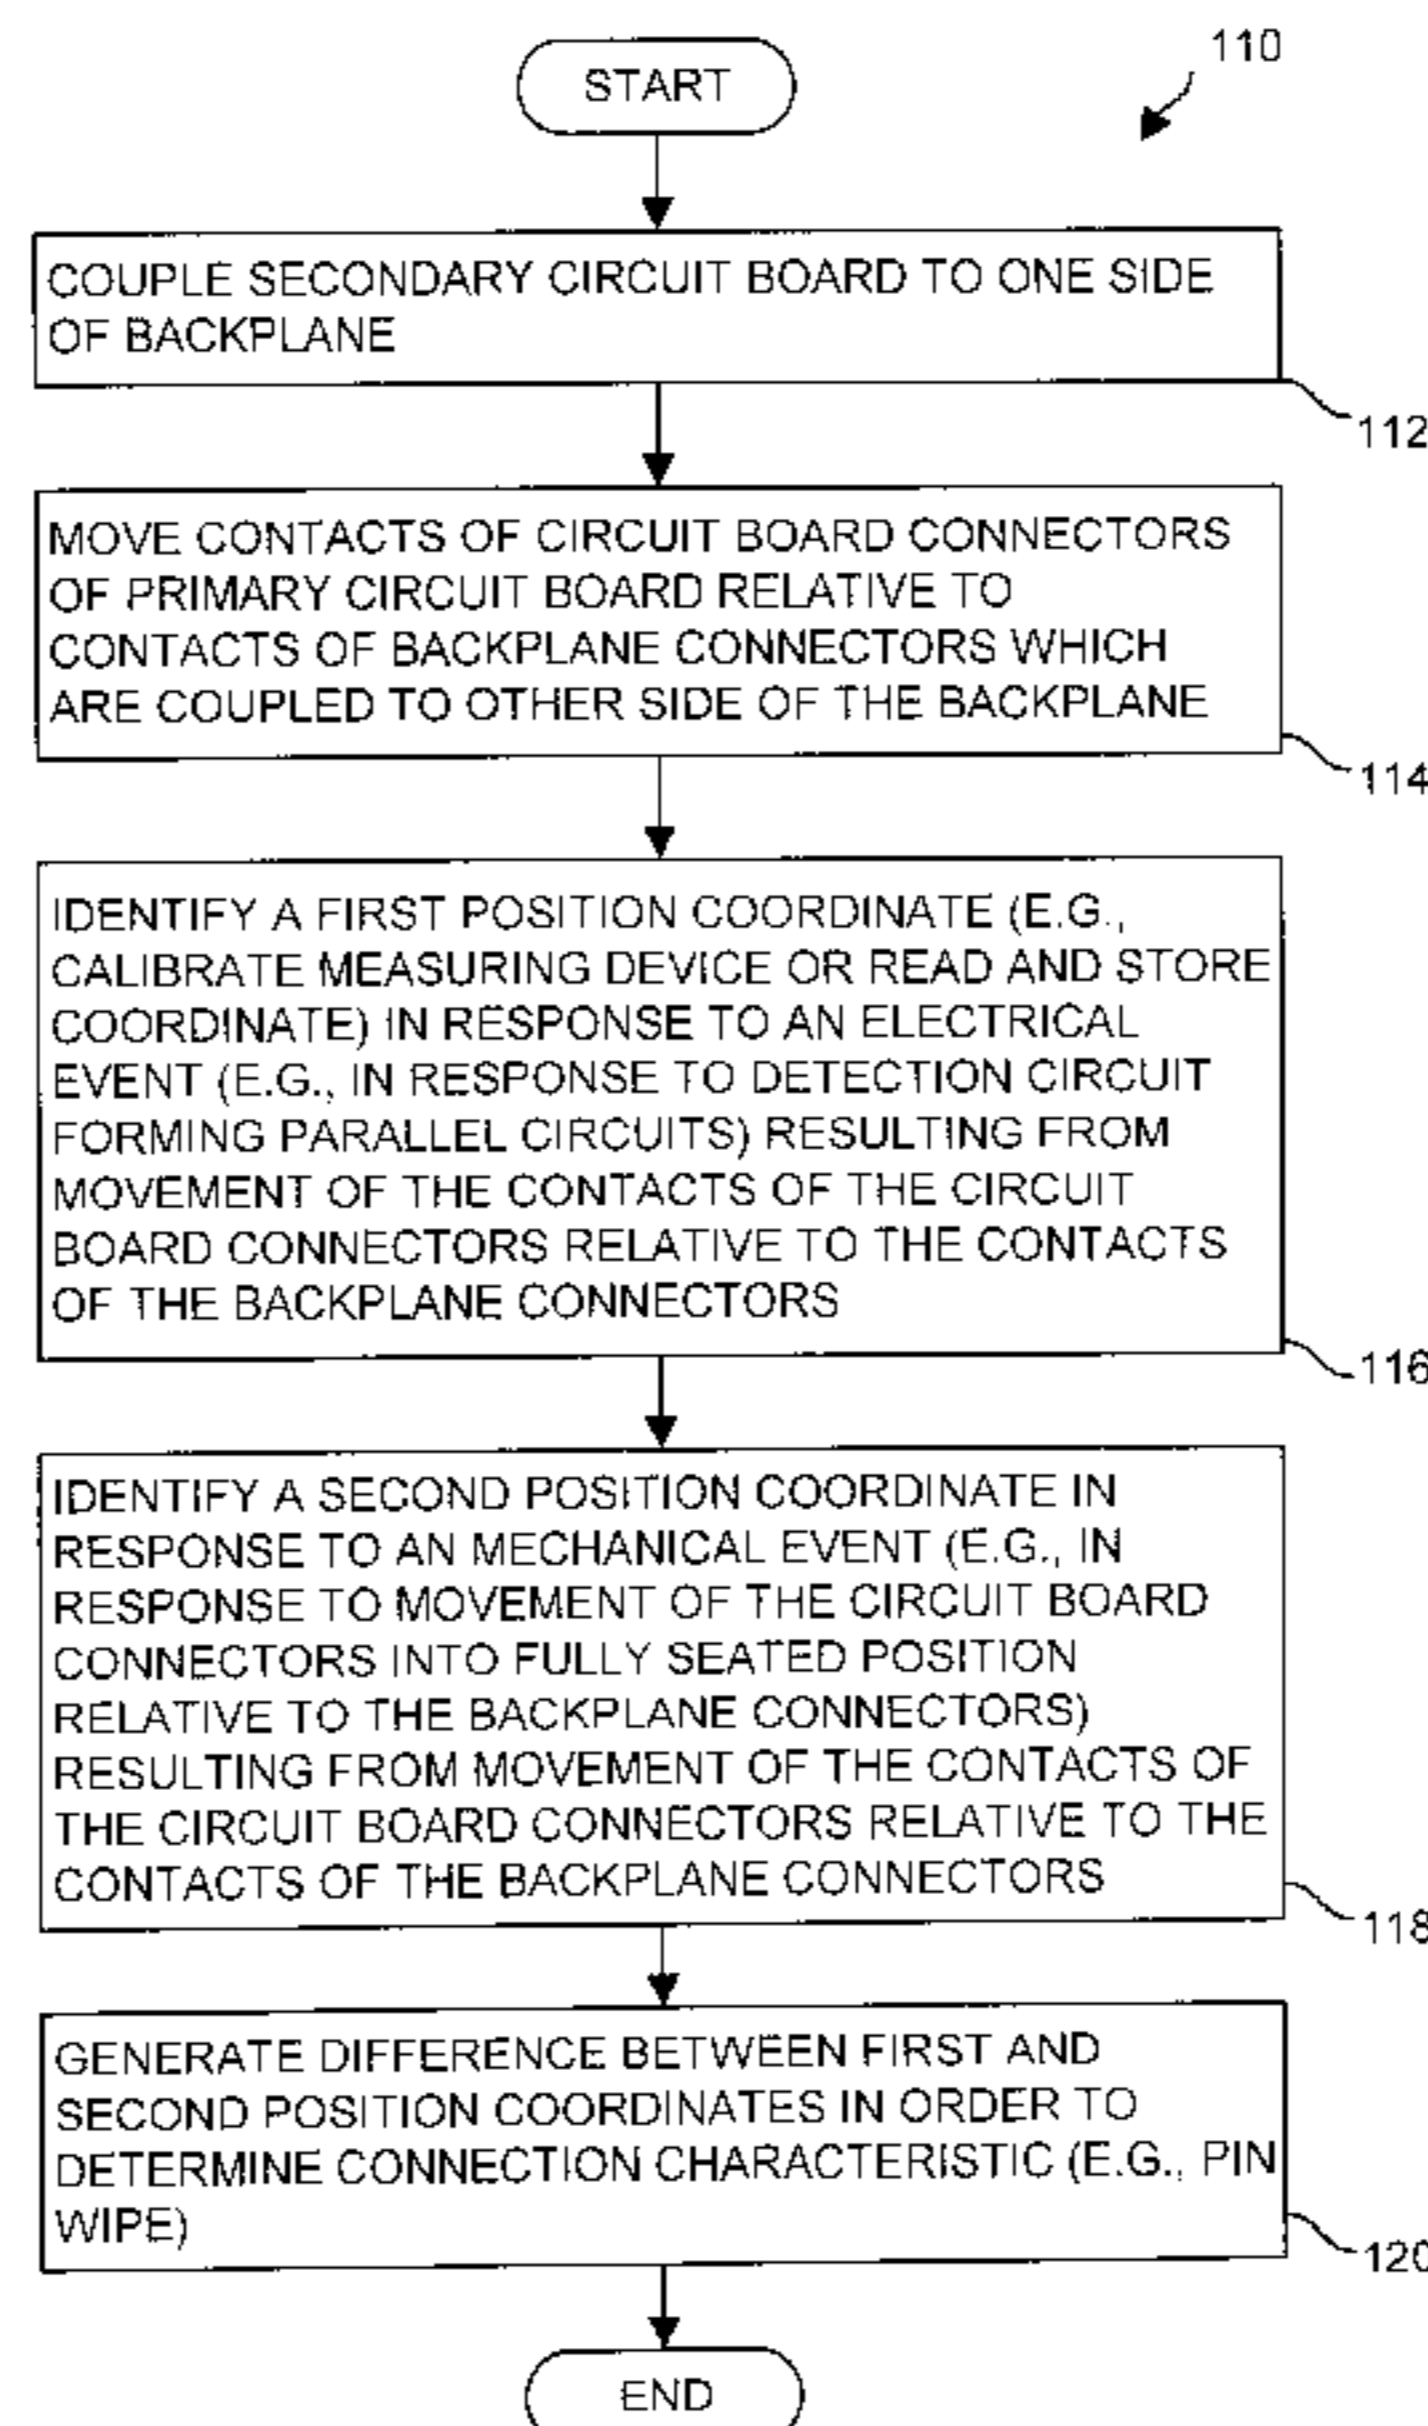 110
START
COUPLE SECONDARY CIRCUIT BOARD TO ONE SIDE
OF BACKPLANE
112
MOVE CONTACTS OF CIRCUIT BOARD CONNECTORS
OF PRIMARY CIRCUIT BOARD RELATIVE TO
CONTACTS OF BACKPLANE CONNECTORS WHICH
ARE COUPLED TO OTHER SIDE OF THE BACKPLANE
114
IDENTIFY A FIRST POSITION COORDINATE (E.G.,
CALIBRATE MEASURING DEVICE OR READ AND STORE
COORDINATE) IN RESPONSE TO AN ELECTRICAL
EVENT (E.G., IN RESPONSE TO DETECTION CIRCUIT
FORMING PARALLEL CIRCUITS) RESULTING FROM
MOVEMENT OF THE CONTACTS OF THE CIRCUIT
BOARD CONNECTORS RELATIVE TO THE CONTACTS
OF THE BACKPLANE CONNECTORS
116
IDENTIFY A SECOND POSITION COORDINATE IN
RESPONSE TO AN MECHANICAL EVENT (E.G., IN
RESPONSE TO MOVEMENT OF THE CIRCUIT BOARD
CONNECTORS INTO FULLY SEATED POSITION
RELATIVE TO THE BACKPLANE CONNECTORS)
RESULTING FROM MOVEMENT OF THE CONTACTS OF
THE CIRCUIT BOARD CONNECTORS RELATIVE TO THE
CONTACTS OF THE BACKPLANE CONNECTORS
118
GENERATE DIFFERENCE BETWEEN FIRST AND
SECOND POSITION COORDINATES IN ORDER TO
DETERMINE CONNECTION CHARACTERISTIC (E.G., PIN
WIPE)
120
END